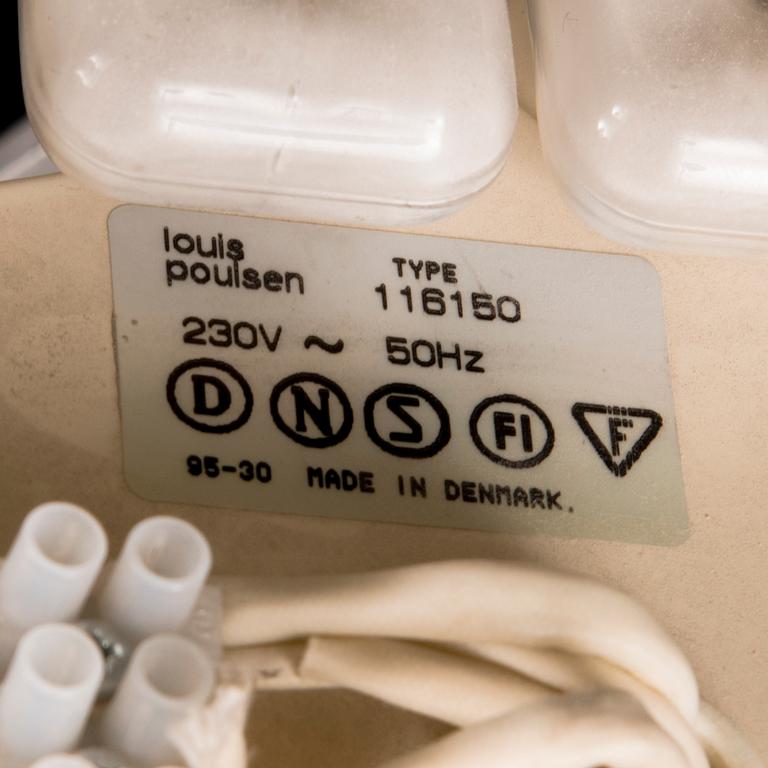 louis
poulsen
TYPE
116150
230V ~ 50Hz
D N S FI F
95-30 MADE IN DENMARK.